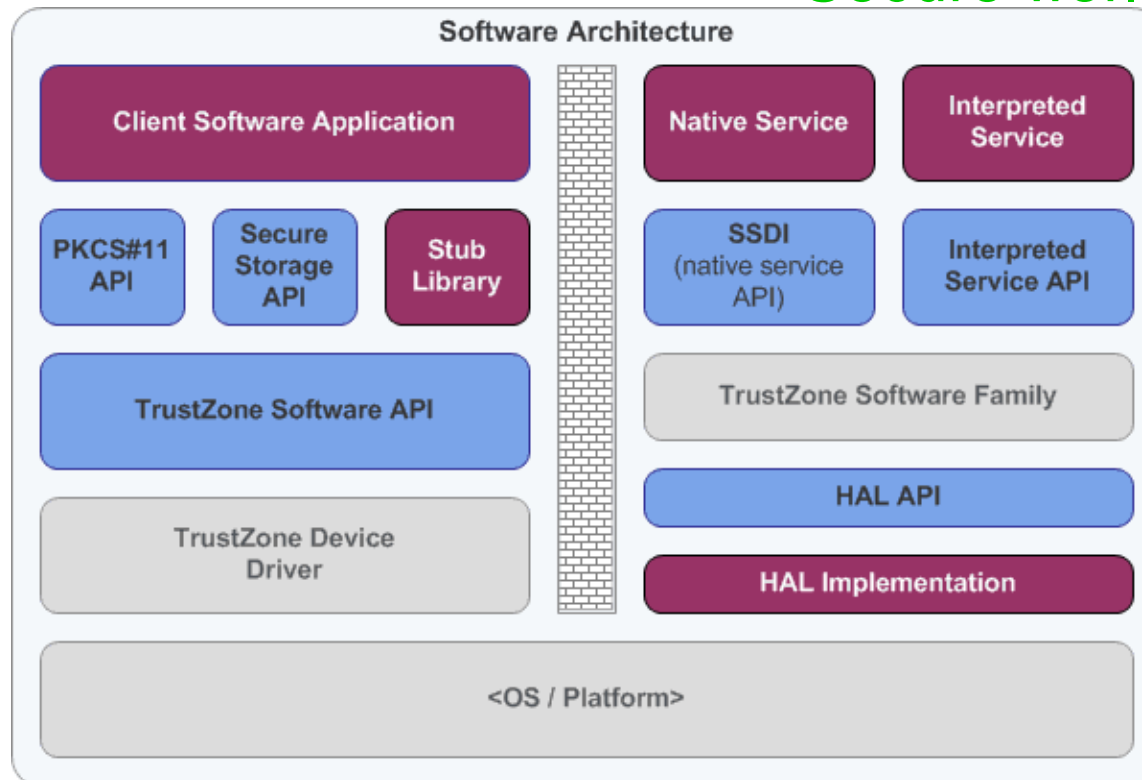 Software Architecture
Client Software Application
Native Service
Interpreted
Service
PKCS#11
API
Secure
Storage
API
Stub
Library
SSDI
(native service
API)
Interpreted
Service API
TrustZone Software API
TrustZone Software Family
HAL API
TrustZone Device
Driver
HAL Implementation
<OS / Platform>